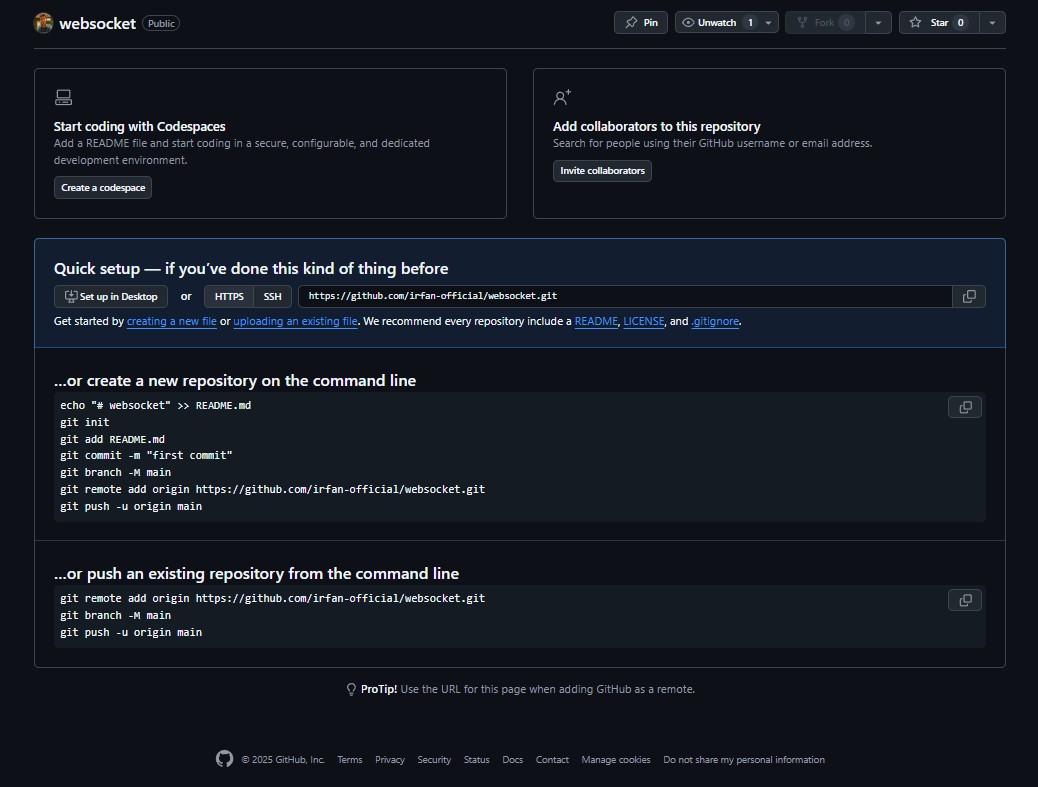 websocket Public
Pin
Unwatch 1
Fork 0
Star 0
Start coding with Codespaces
Add a README file and start coding in a secure, configurable, and dedicated
development environment.
Create a codespace
Add collaborators to this repository
Search for people using their GitHub username or email address.
Invite collaborators
Quick setup — if you’ve done this kind of thing before
Set up in Desktop or HTTPS SSH https://github.com/irfan-official/websocket.git
Get started by creating a new file or uploading an existing file. We recommend every repository include a README, LICENSE, and .gitignore.
…or create a new repository on the command line
echo "# websocket" >> README.md
git init
git add README.md
git commit -m "first commit"
git branch -M main
git remote add origin https://github.com/irfan-official/websocket.git
git push -u origin main
…or push an existing repository from the command line
git remote add origin https://github.com/irfan-official/websocket.git
git branch -M main
git push -u origin main
ProTip! Use the URL for this page when adding GitHub as a remote.
© 2025 GitHub, Inc. Terms Privacy Security Status Docs Contact Manage cookies Do not share my personal information